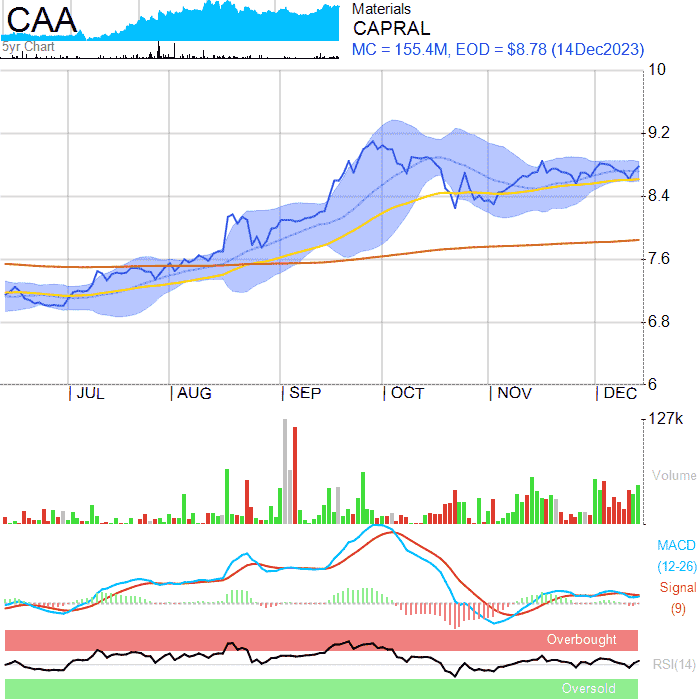 CAA
5yr Chart
Materials
CAPRAL
MC = 155.4M, EOD = $8.78 (14Dec2023)
10
9.2
8.4
7.6
6.8
6
JUL AUG SEP OCT NOV DEC
127k
Volume
MACD
(12-26)
Signal
(9)
Overbought
RSI(14)
Oversold